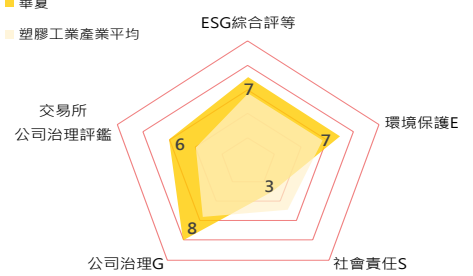 華夏
塑膠工業產業平均
ESG綜合評等
7
交易所
公司治理評鑑
6
7
環境保護E
3
8
公司治理G
社會責任S